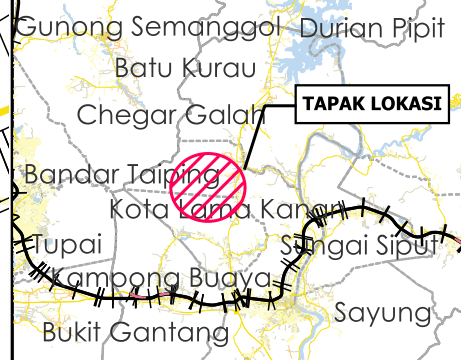 Gunong Semanggol
Durian Pipit
Batu Kurau
TAPAK LOKASI
Chegar Galah
Bandar Taiping
Kota Lama Kanan
Tupai
Sungai Siput
Kampong Buaya
Sayung
Bukit Gantang